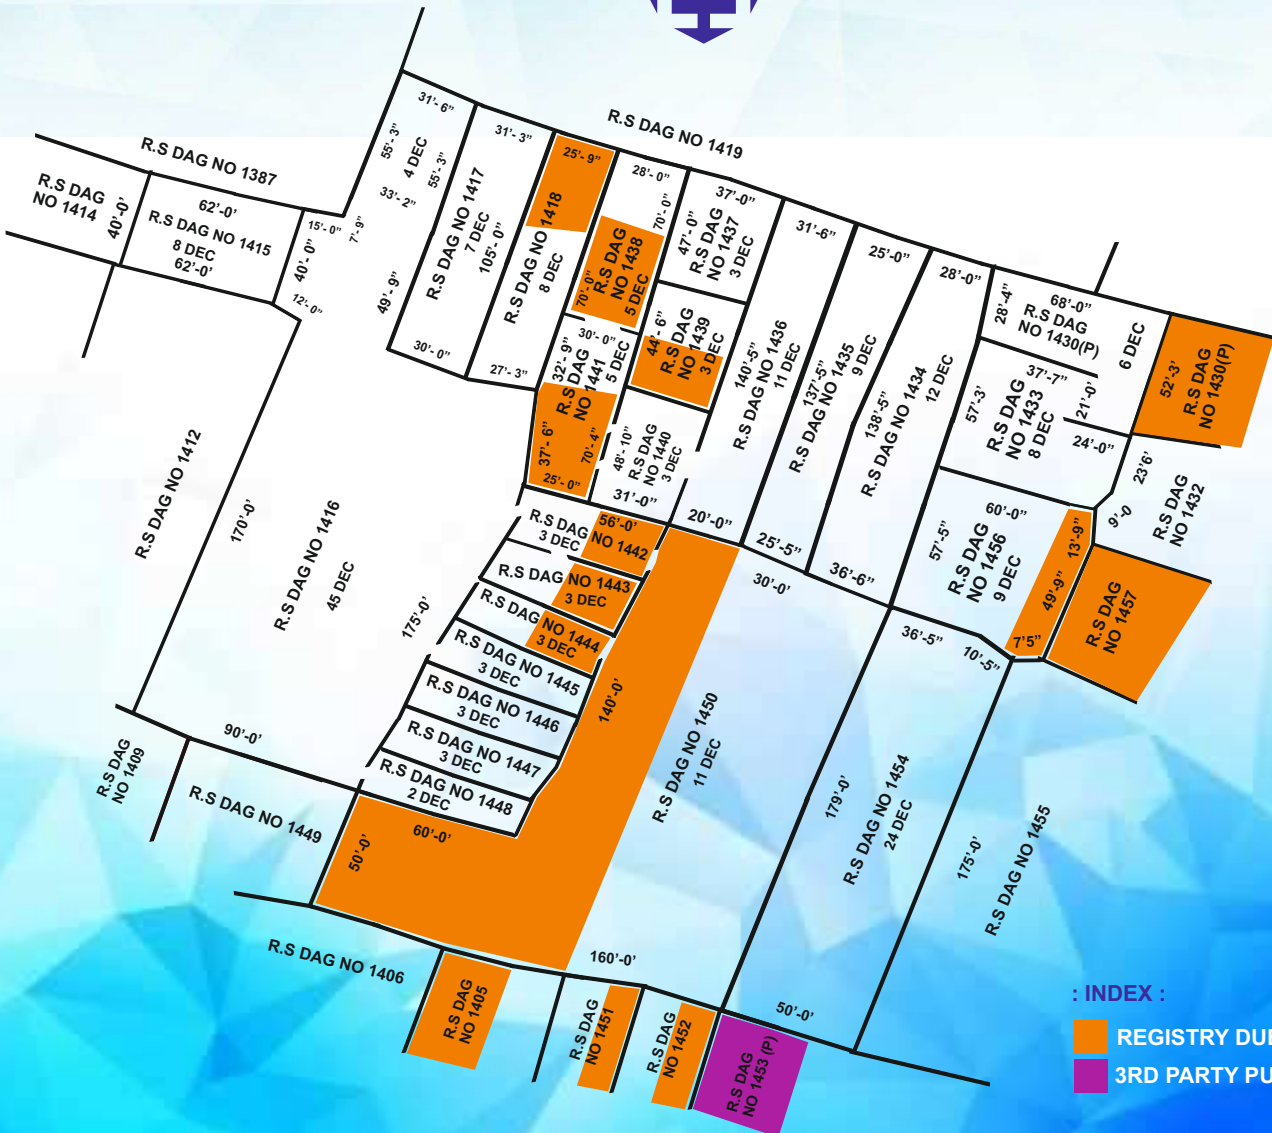 R.S DAG NO 1419
R.S DAG NO 1387
R.S DAG
NO 1414
40'-0'
62'-0'
R.S DAG NO 1415
8 DEC
62'-0'
15'- 0"
7'- 9"
40'- 0"
12'- 0"
31'- 6"
55'- 3"
4 DEC
55'- 3"
33'- 2"
49'- 9"
31'- 3"
R.S DAG NO 1417
7 DEC
105'- 0"
30'- 0"
25'- 9"
R.S DAG NO 1418
8 DEC
27'- 3"
28'- 0"
70'- 0"
R.S DAG
NO 1438
5 DEC
70'- 0"
37'-0"
47'- 0"
R.S DAG
NO 1437
3 DEC
30'- 0"
32'- 9"
R.S DAG
NO 1441
5 DEC
37'- 6"
70'- 4"
25'- 0"
44'- 6"
R.S DAG
NO 1439
3 DEC
48'- 10"
R.S DAG
NO 1440
3 DEC
31'-0"
31'-6"
140'-5"
R.S DAG NO 1436
11 DEC
20'-0"
25'-0"
137'-5"
R.S DAG NO 1435
9 DEC
25'-5"
28'-0"
138'-5"
R.S DAG NO 1434
12 DEC
36'-6"
28'-4"
68'-0"
R.S DAG
NO 1430(P)
6 DEC
52'-3'
R.S DAG
NO 1430(P)
57'-3'
37'-7"
R.S DAG
NO 1433
8 DEC
21'-0'
24'-0"
23'6'
9'-0
R.S DAG
NO 1432
57'-5"
60'-0"
R.S DAG
NO 1456
9 DEC
13'-9"
49'-9"
7'5"
R.S DAG
NO 1457
R.S DAG NO 1412
170'-0'
R.S DAG NO 1416
45 DEC
175'-0'
R.S DAG
3 DEC
56'-0'
NO 1442
R.S DAG NO 1443
3 DEC
R.S DAG NO 1444
3 DEC
R.S DAG NO 1445
3 DEC
R.S DAG NO 1446
3 DEC
R.S DAG NO 1447
3 DEC
R.S DAG NO 1448
2 DEC
140'-0'
30'-0'
R.S DAG NO 1450
11 DEC
36'-5"
10'-5"
179'-0'
R.S DAG NO 1454
24 DEC
175'-0'
R.S DAG NO 1455
90'-0'
R.S DAG
NO 1409
R.S DAG NO 1449
50'-0'
60'-0'
R.S DAG NO 1406
R.S DAG
NO 1405
160'-0'
R.S DAG
NO 1451
R.S DAG
NO 1452
R.S DAG
NO 1453 (P)
50'-0'
: INDEX :
REGISTRY DUE
3RD PARTY PU